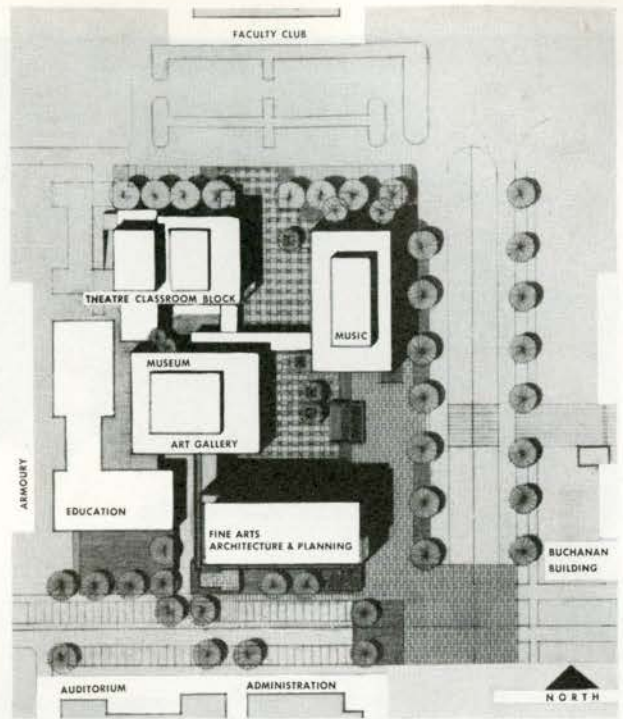 FACULTY CLUB
THEATRE CLASSROOM BLOCK
MUSIC
MUSEUM
ART GALLERY
ARMOURY
EDUCATION
FINE ARTS
ARCHITECTURE & PLANNING
BUCHANAN
BUILDING
AUDITORIUM
ADMINISTRATION
NORTH